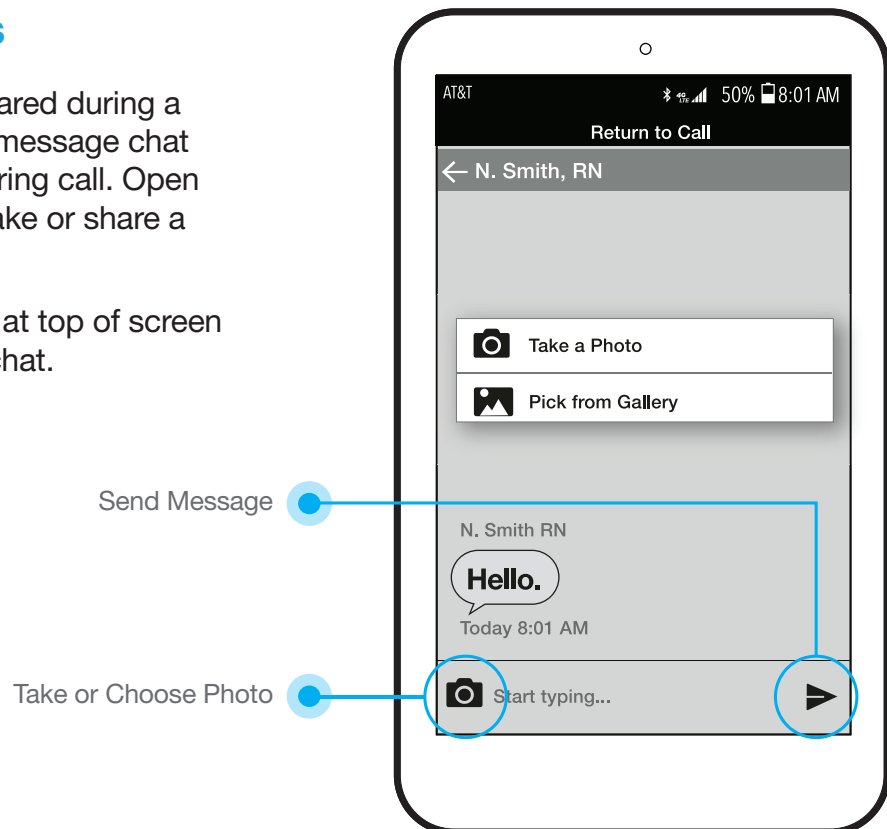 s
ared during a
message chat
ring call. Open
ake or share a
at top of screen
hat.
Send Message
Take or Choose Photo
AT&T 4G LTE 50% 8:01 AM
Return to Call
N. Smith, RN
Take a Photo
Pick from Gallery
N. Smith RN
Hello.
Today 8:01 AM
Start typing...